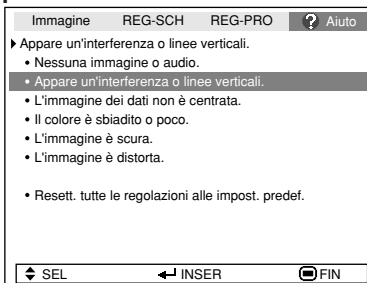 Immagine REG-SCH REG-PRO ? Aiuto
Appare un'interferenza o linee verticali.
• Nessuna immagine o audio.
• Appare un'interferenza o linee verticali.
• L'immagine dei dati non è centrata.
• Il colore è sbiadito o poco.
• L'immagine è scura.
• L'immagine è distorta.
• Resett. tutte le regolazioni alle impost. predef.
SEL INSER FIN